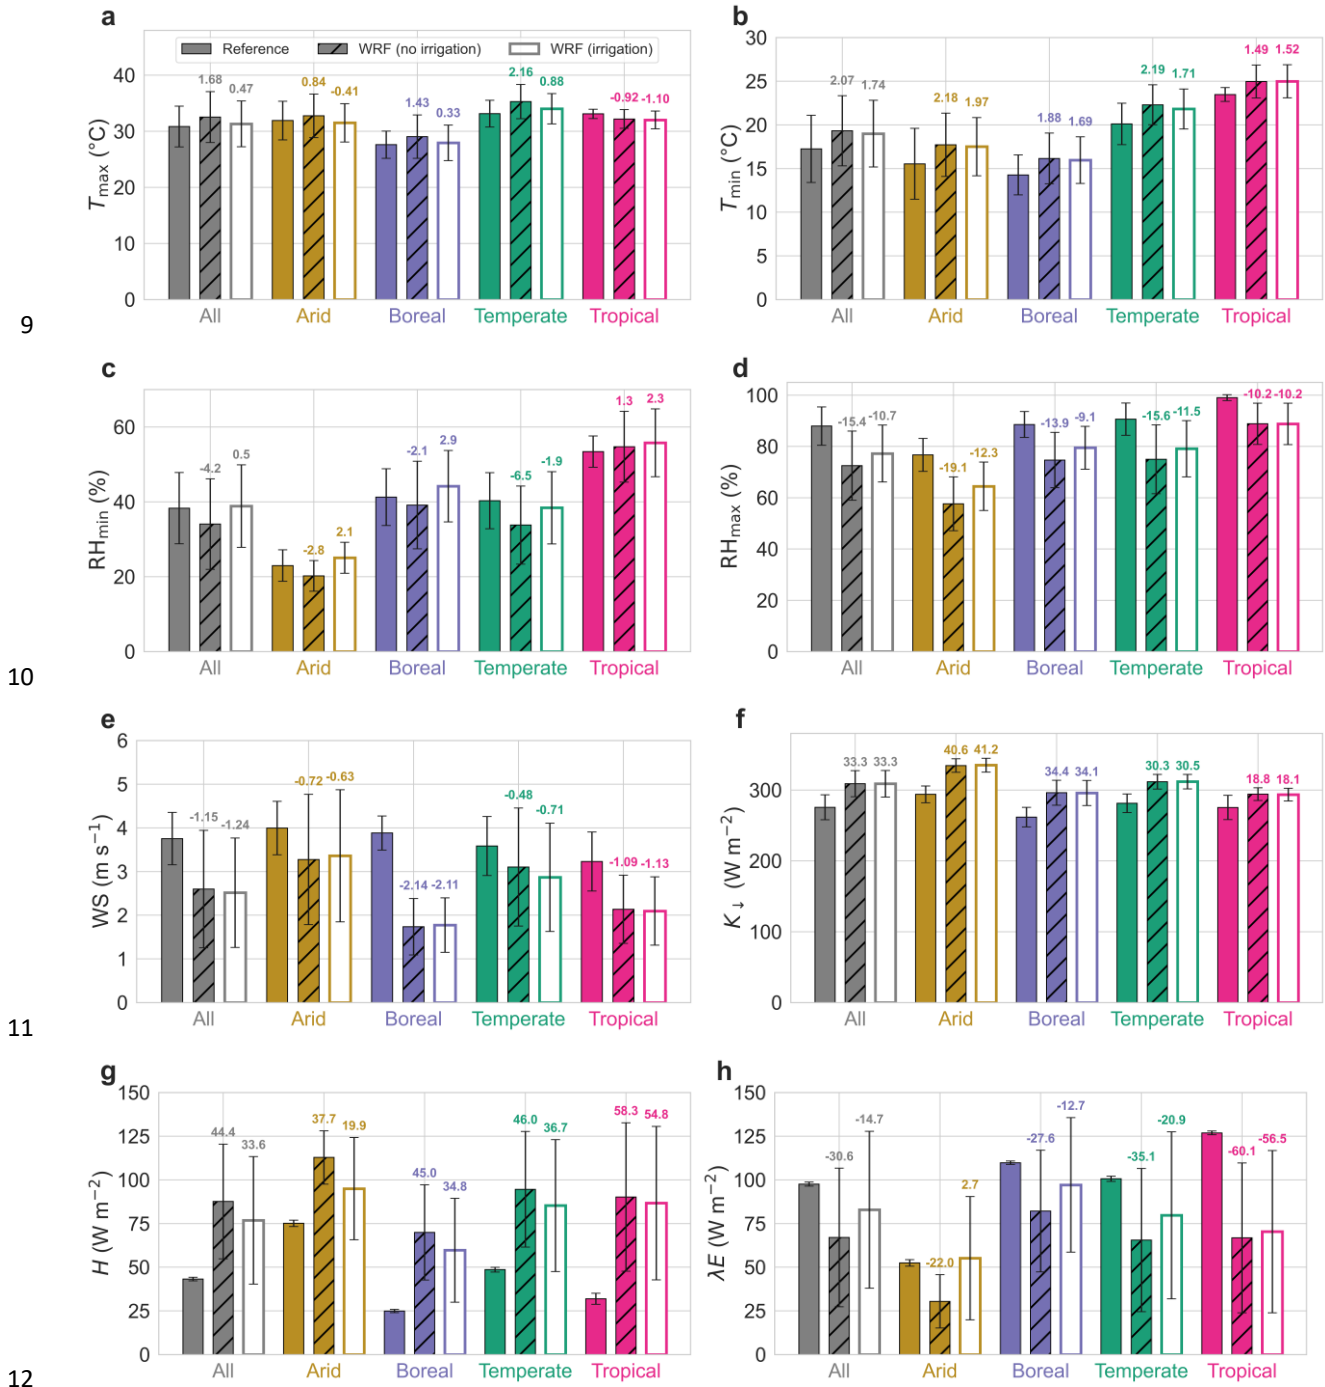 a
Reference
WRF (no irrigation)
WRF (irrigation)
Tmax (°C)
40
30
20
10
0
1.68
0.47
0.84
-0.41
1.43
0.33
2.16
0.88
-0.92
-1.10
All
Arid
Boreal
Temperate
Tropical
b
Tmin (°C)
30
25
20
15
10
5
0
2.07
1.74
2.18
1.97
1.88
1.69
2.19
1.71
1.49
1.52
All
Arid
Boreal
Temperate
Tropical
9
c
RHmin (%)
60
40
20
0
-4.2
0.5
-2.8
2.1
-2.1
2.9
-6.5
-1.9
1.3
2.3
All
Arid
Boreal
Temperate
Tropical
d
RHmax (%)
100
80
60
40
20
0
-15.4
-10.7
-19.1
-12.3
-13.9
-9.1
-15.6
-11.5
-10.2
-10.2
All
Arid
Boreal
Temperate
Tropical
10
e
WS (m s−1)
6
5
4
3
2
1
0
-1.15
-1.24
-0.72
-0.63
-2.14
-2.11
-0.48
-0.71
-1.09
-1.13
All
Arid
Boreal
Temperate
Tropical
f
K↓ (W m−2)
300
200
100
0
33.3
33.3
40.6
41.2
34.4
34.1
30.3
30.5
18.8
18.1
All
Arid
Boreal
Temperate
Tropical
11
g
H (W m−2)
150
125
100
75
50
25
0
44.4
33.6
37.7
19.9
45.0
34.8
46.0
36.7
58.3
54.8
All
Arid
Boreal
Temperate
Tropical
h
λE (W m−2)
150
125
100
75
50
25
0
-30.6
-14.7
-22.0
2.7
-27.6
-12.7
-35.1
-20.9
-60.1
-56.5
All
Arid
Boreal
Temperate
Tropical
12